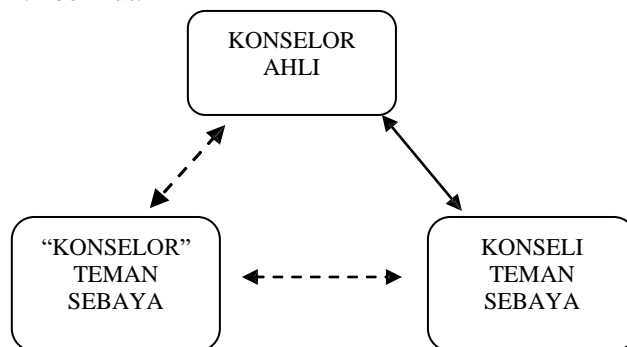 KONSELOR
AHLI
“KONSELOR”
TEMAN
SEBAYA
KONSELI
TEMAN
SEBAYA